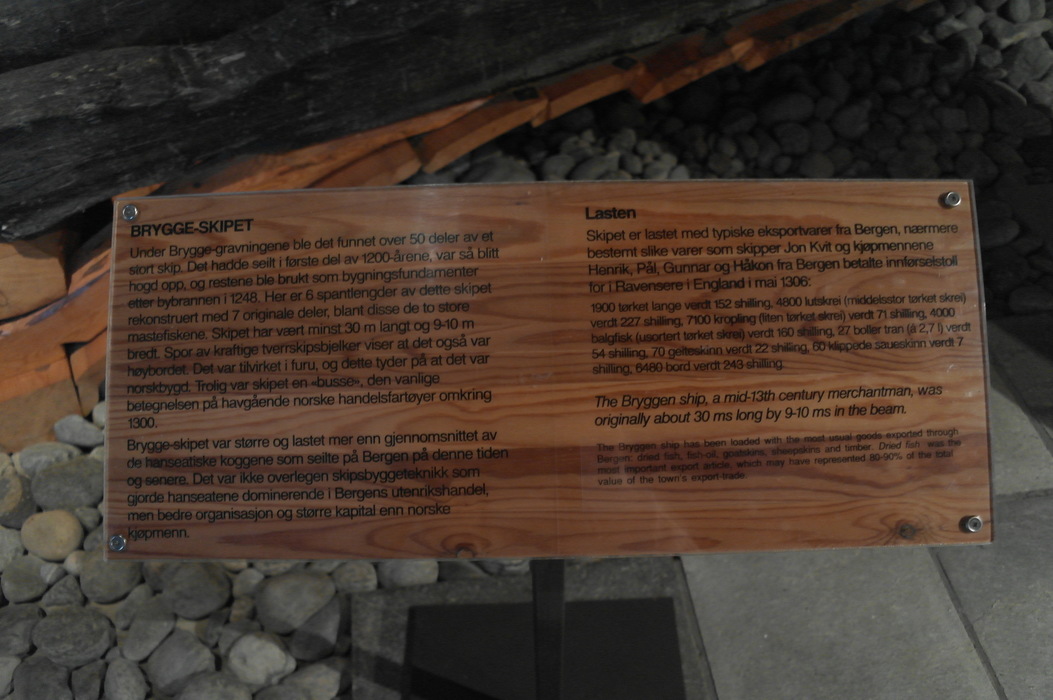 BRYGGE-SKIPET
Under Brygge-gravningene ble det funnet over 50 deler av et
stort skip. Det hadde seilt i første del av 1200-årene, var så blitt
hogd opp, og restene ble brukt som bygningsfundamenter
etter bybrannen i 1248. Her er 6 spantlengder av dette skipet
rekonstruert med 7 originale deler, blant disse de to store
mastefiskene. Skipet har vært minst 30 m langt og 9-10 m
bredt. Spor av kraftige tverrskipsbjelker viser at det også var
høybordet. Det var tilvirket i furu, og dette tyder på at det var
norskbygd. Trolig var skipet en «busse», den vanlige
betegnelsen på havgående norske handelsfartøyer omkring
1300.
Brygge-skipet var større og lastet mer enn gjennomsnittet av
de hanseatiske koggene som seilte på Bergen på denne tiden
og senere. Det var ikke overlegen skipsbyggeteknikk som
gjorde hanseatene dominerende i Bergens utenrikshandel,
men bedre organisasjon og større kapital enn norske
kjøpmenn.
Lasten
Skipet er lastet med typiske eksportvarer fra Bergen, nærmere
bestemt slike varer som skipper Jon Kvit og kjøpmennene
Henrik, Pål, Gunnar og Håkon fra Bergen betalte innførselstoll
for i Ravensere i England i mai 1306:
1900 tørket lange verdt 152 shilling, 4800 lutskrei (middelsstor tørket skrei)
verdt 227 shilling, 7100 kropling (liten tørket skrei) verdt 71 shilling, 4000
balgfisk (usortert tørket skrei) verdt 160 shilling, 27 boller tran (à 2,7 l) verdt
54 shilling, 70 geiteskinn verdt 22 shilling, 60 klippede saueskinn verdt 7
shilling, 6480 bord verdt 243 shilling.
The Bryggen ship, a mid-13th century merchantman, was
originally about 30 ms long by 9-10 ms in the beam.
The Bryggen ship has been loaded with the most usual goods exported through
Bergen: dried fish, fish-oil, goatskins, sheepskins and timber. Dried fish was the
most important export article, which may have represented 80-90% of the total
value of the town's export-trade.